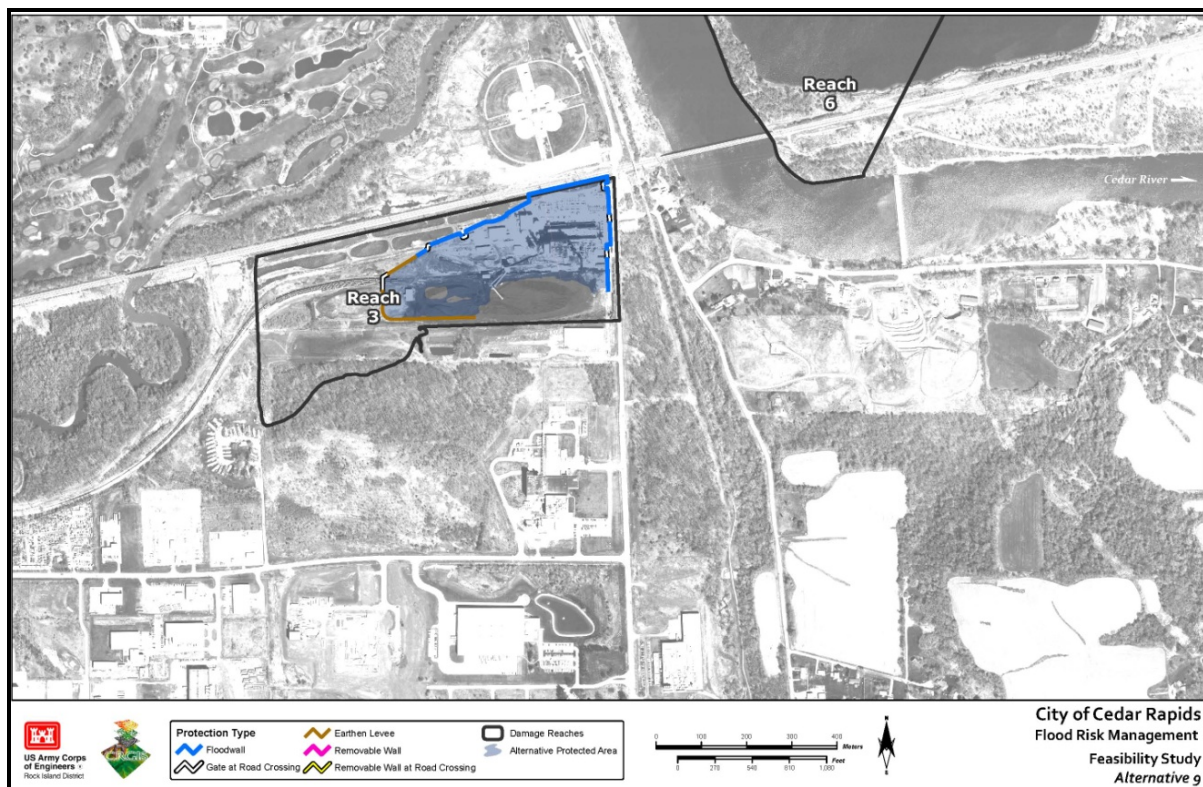 Reach
6
Cedar River
Reach
3
US Army Corps
of Engineers
Rock Island District
Protection Type
Floodwall
Gate at Road Crossing
Earthen Levee
Removable Wall
Removable Wall at Road Crossing
Damage Reaches
Alternative Protected Area
0 100 200 300 400
Meters
Feet
0 270 540 810 1,080
N
City of Cedar Rapids
Flood Risk Management
Feasibility Study
Alternative 9